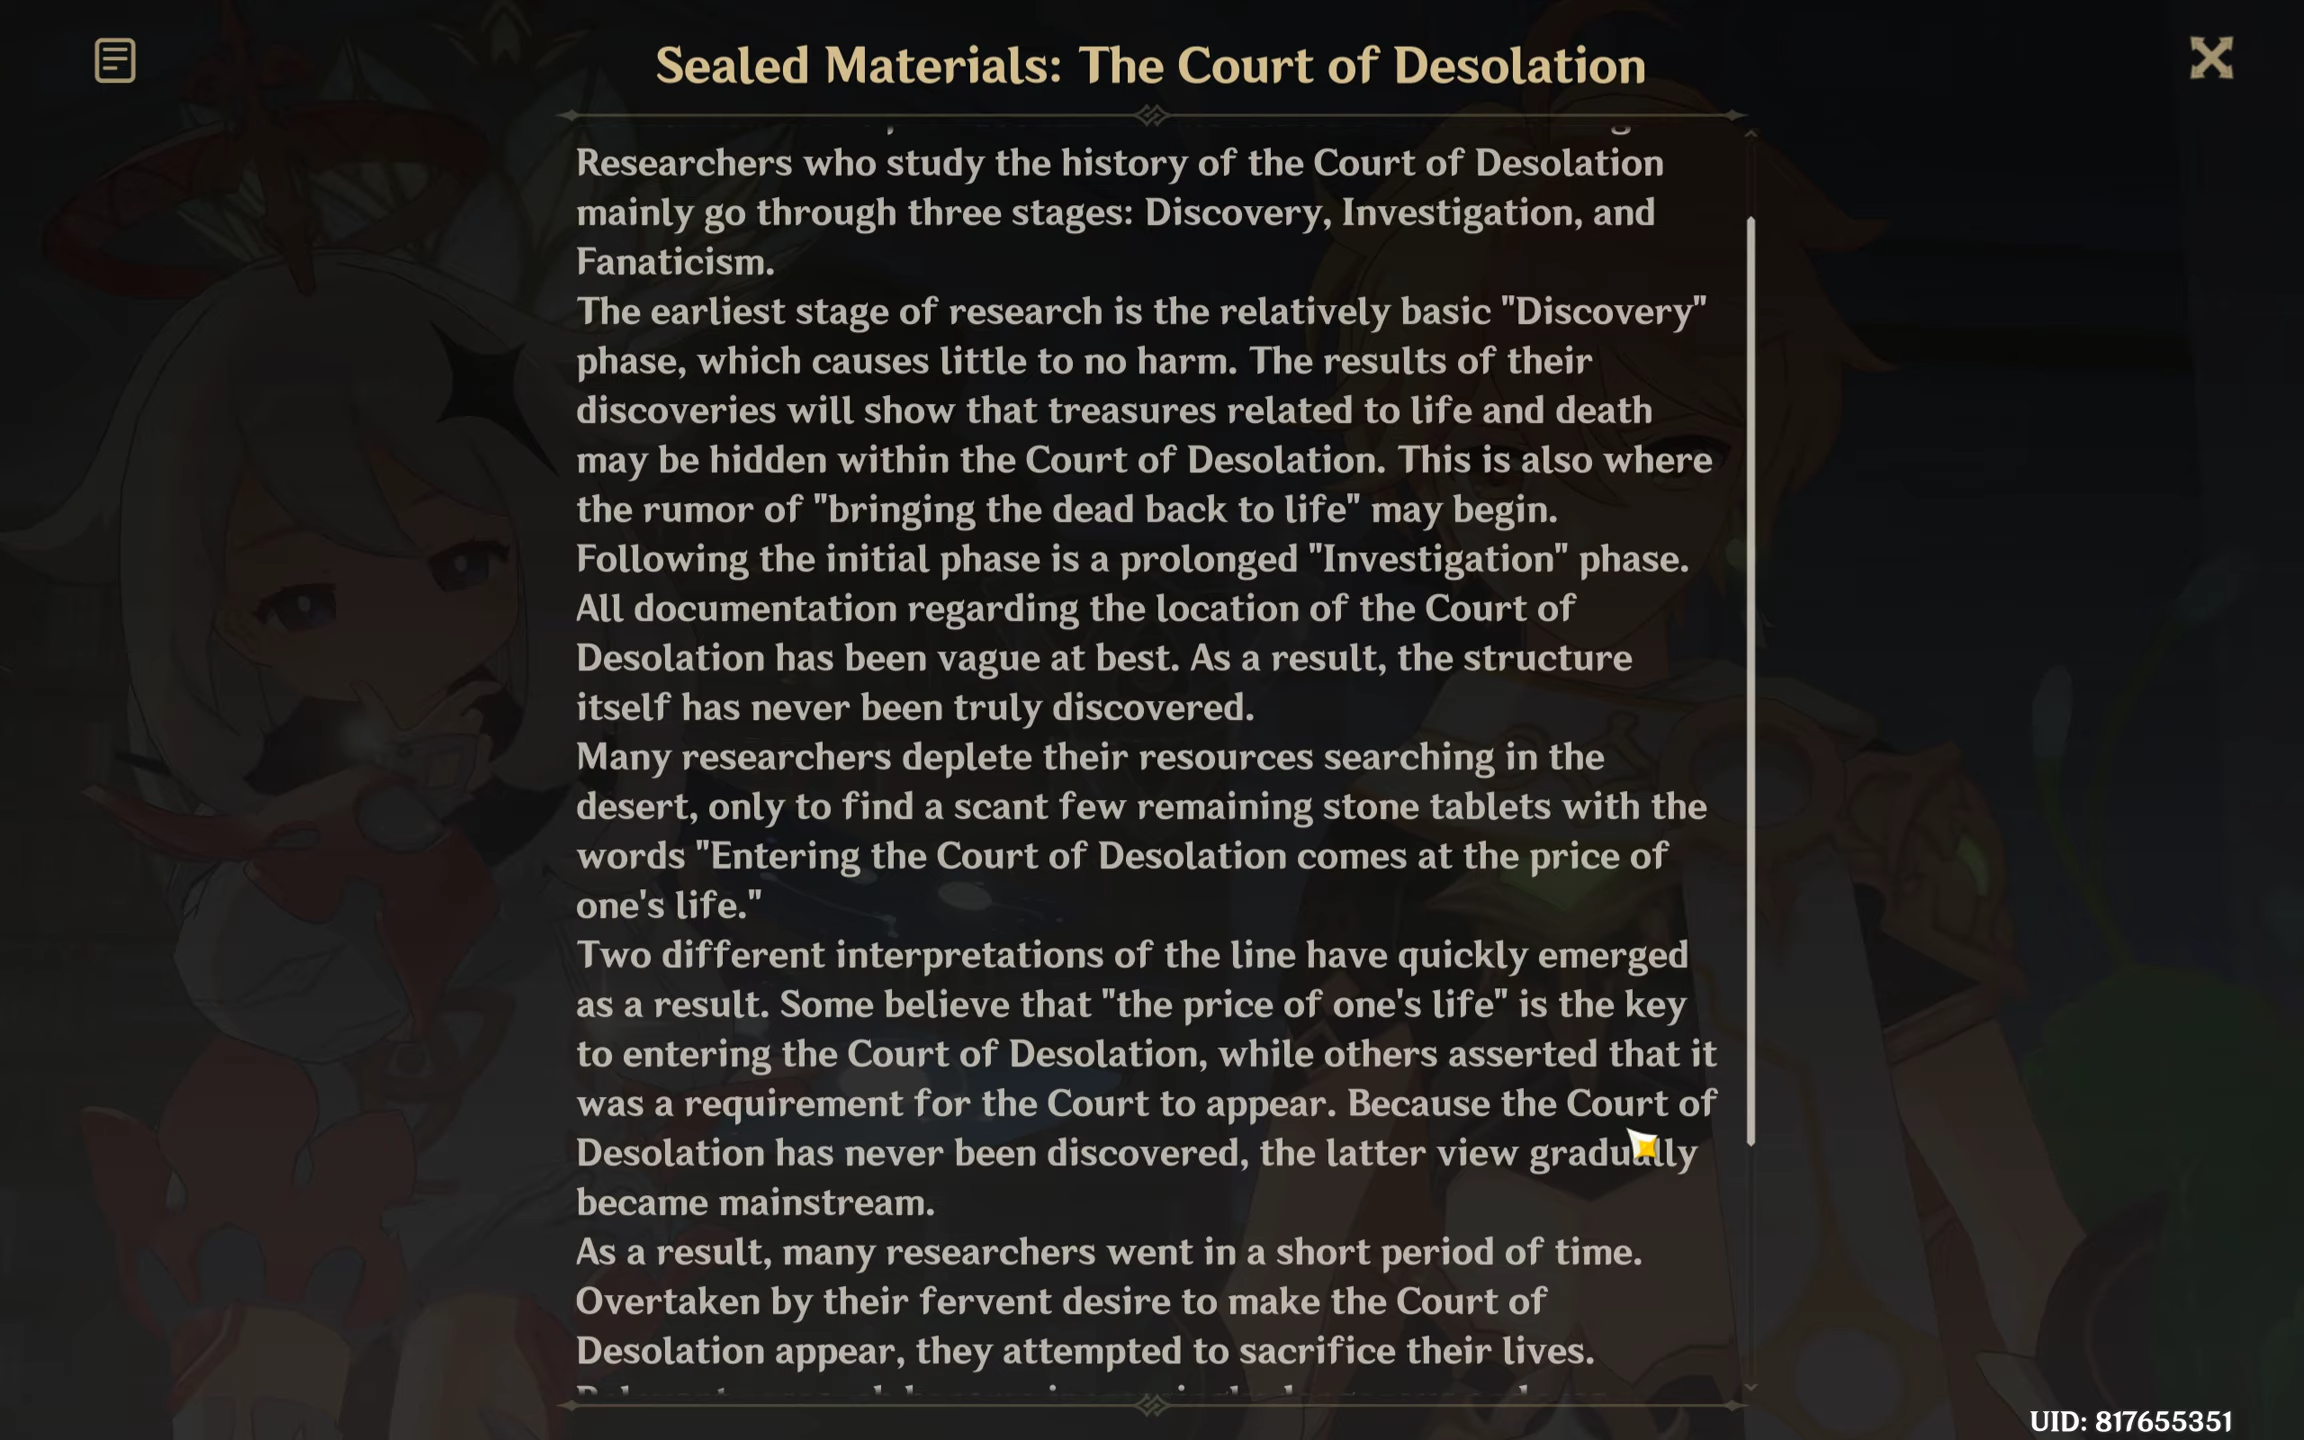 Sealed Materials: The Court of Desolation
Researchers who study the history of the Court of Desolation
mainly go through three stages: Discovery, Investigation, and
Fanaticism.
The earliest stage of research is the relatively basic "Discovery"
phase, which causes little to no harm. The results of their
discoveries will show that treasures related to life and death
may be hidden within the Court of Desolation. This is also where
the rumor of "bringing the dead back to life" may begin.
Following the initial phase is a prolonged "Investigation" phase.
All documentation regarding the location of the Court of
Desolation has been vague at best. As a result, the structure
itself has never been truly discovered.
Many researchers deplete their resources searching in the
desert, only to find a scant few remaining stone tablets with the
words "Entering the Court of Desolation comes at the price of
one's life."
Two different interpretations of the line have quickly emerged
as a result. Some believe that "the price of one's life" is the key
to entering the Court of Desolation, while others asserted that it
was a requirement for the Court to appear. Because the Court of
Desolation has never been discovered, the latter view gradually
became mainstream.
As a result, many researchers went in a short period of time.
Overtaken by their fervent desire to make the Court of
Desolation appear, they attempted to sacrifice their lives.
UID: 817655351